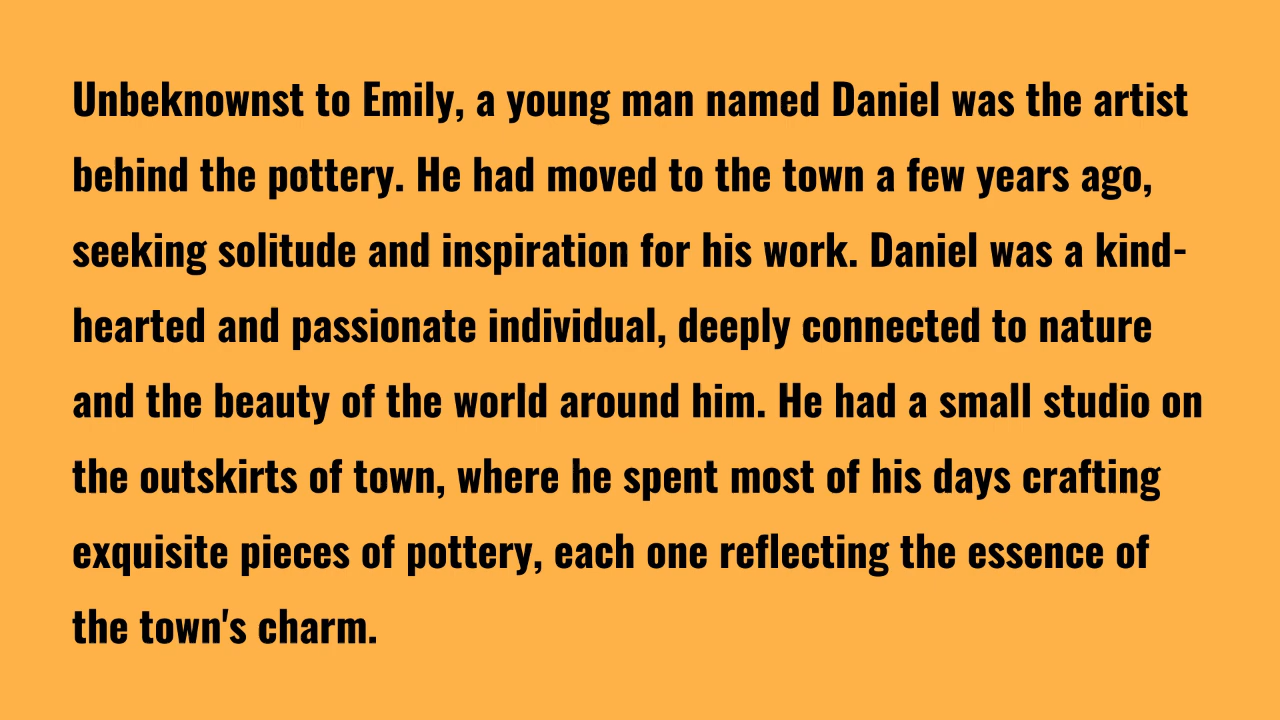 Unbeknownst to Emily, a young man named Daniel was the artist
behind the pottery. He had moved to the town a few years ago,
seeking solitude and inspiration for his work. Daniel was a kind-
hearted and passionate individual, deeply connected to nature
and the beauty of the world around him. He had a small studio on
the outskirts of town, where he spent most of his days crafting
exquisite pieces of pottery, each one reflecting the essence of
the town's charm.